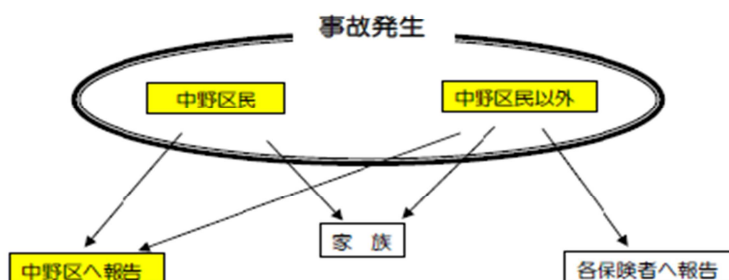 事故発生
中野区民
中野区民以外
家 族
中野区へ報告
各保険者へ報告